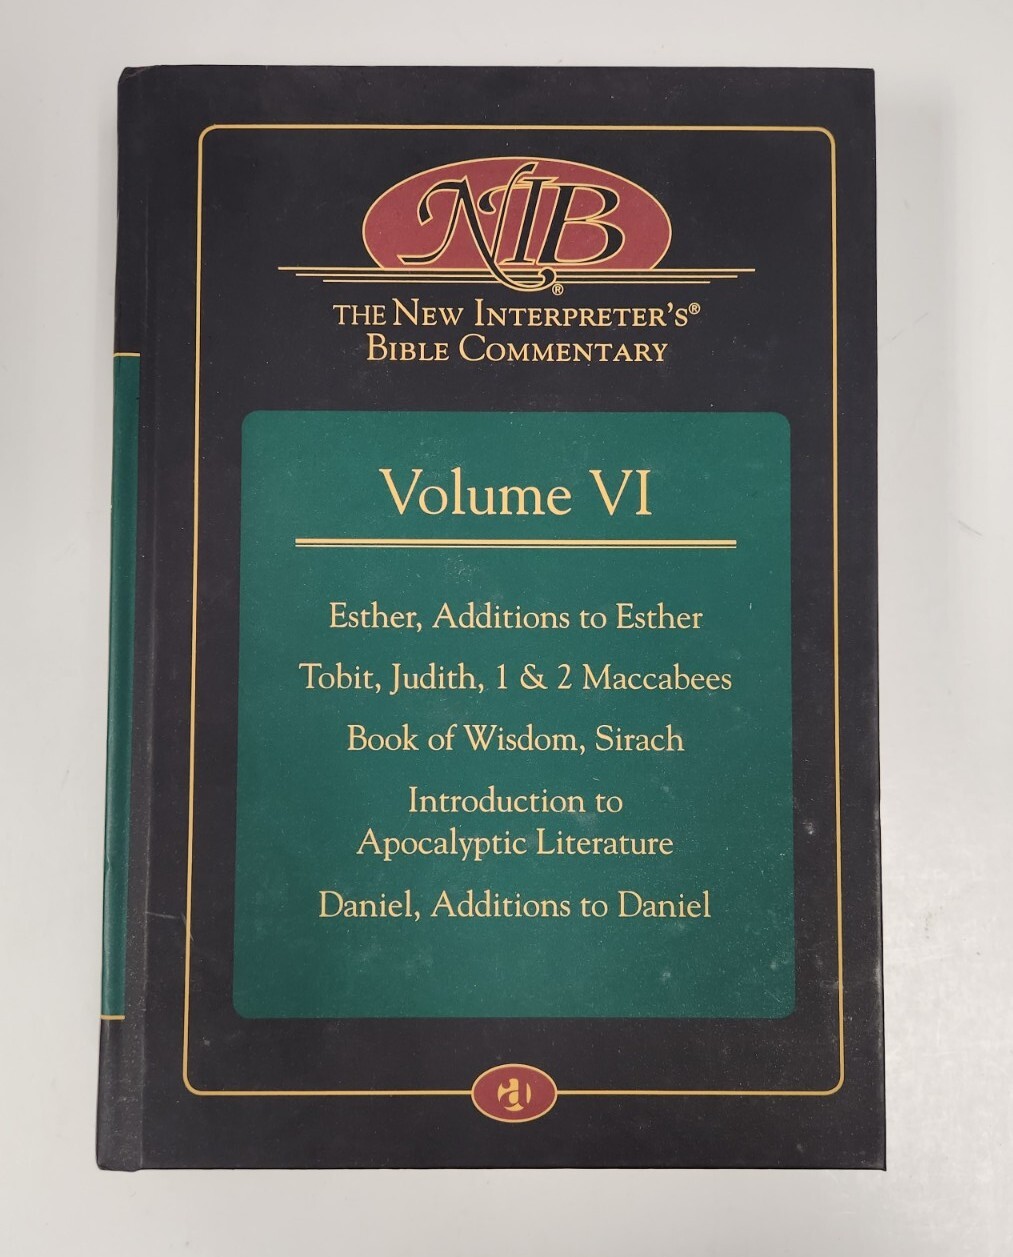 NIB®
THE NEW INTERPRETER'S®
BIBLE COMMENTARY
Volume VI
Esther, Additions to Esther
Tobit, Judith, 1 & 2 Maccabees
Book of Wisdom, Sirach
Introduction to
Apocalyptic Literature
Daniel, Additions to Daniel
a